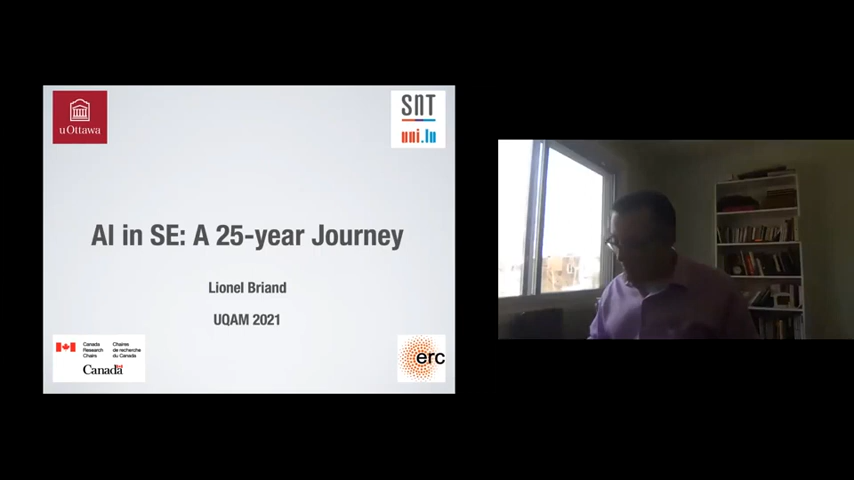 uOttawa
SnT
uni.lu
AI in SE: A 25-year Journey
Lionel Briand
UQAM 2021
Canada Research Chairs
Chaires de recherche du Canada
Canada
erc